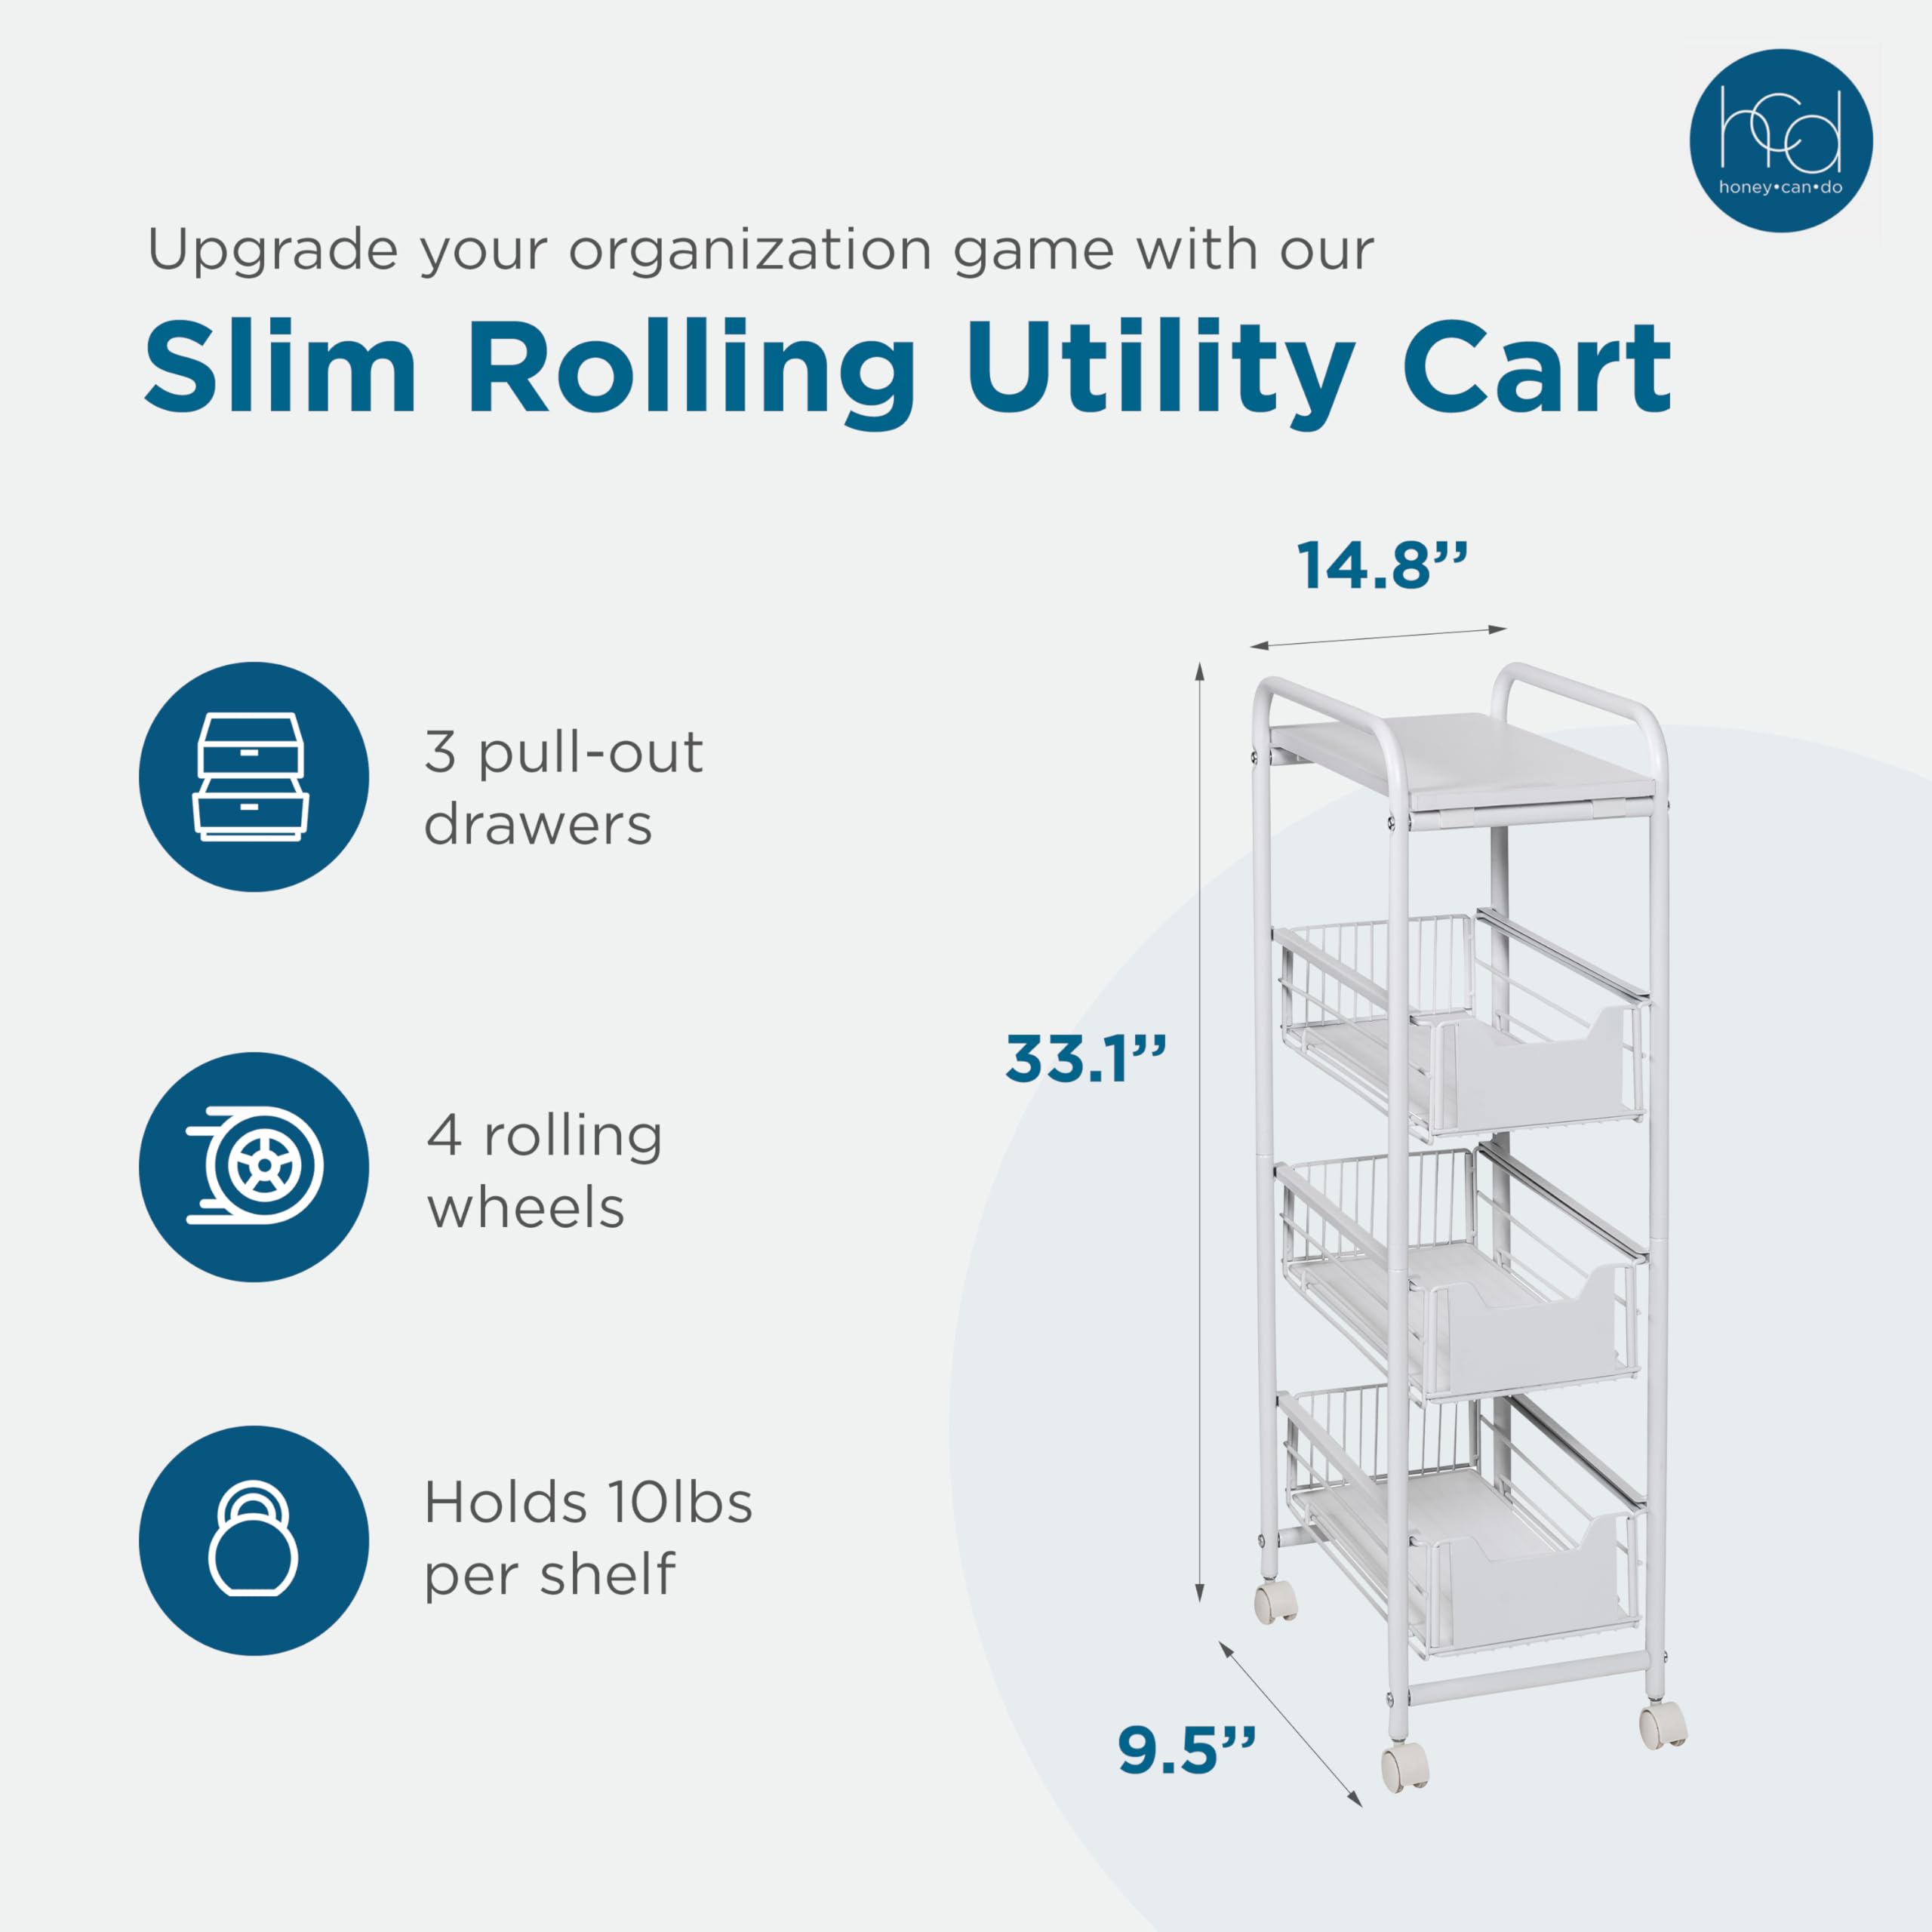 hcd
honey•can•do
Upgrade your organization game with our
Slim Rolling Utility Cart
14.8’’
3 pull-out
drawers
33.1’’
4 rolling
wheels
Holds 10lbs
per shelf
9.5’’